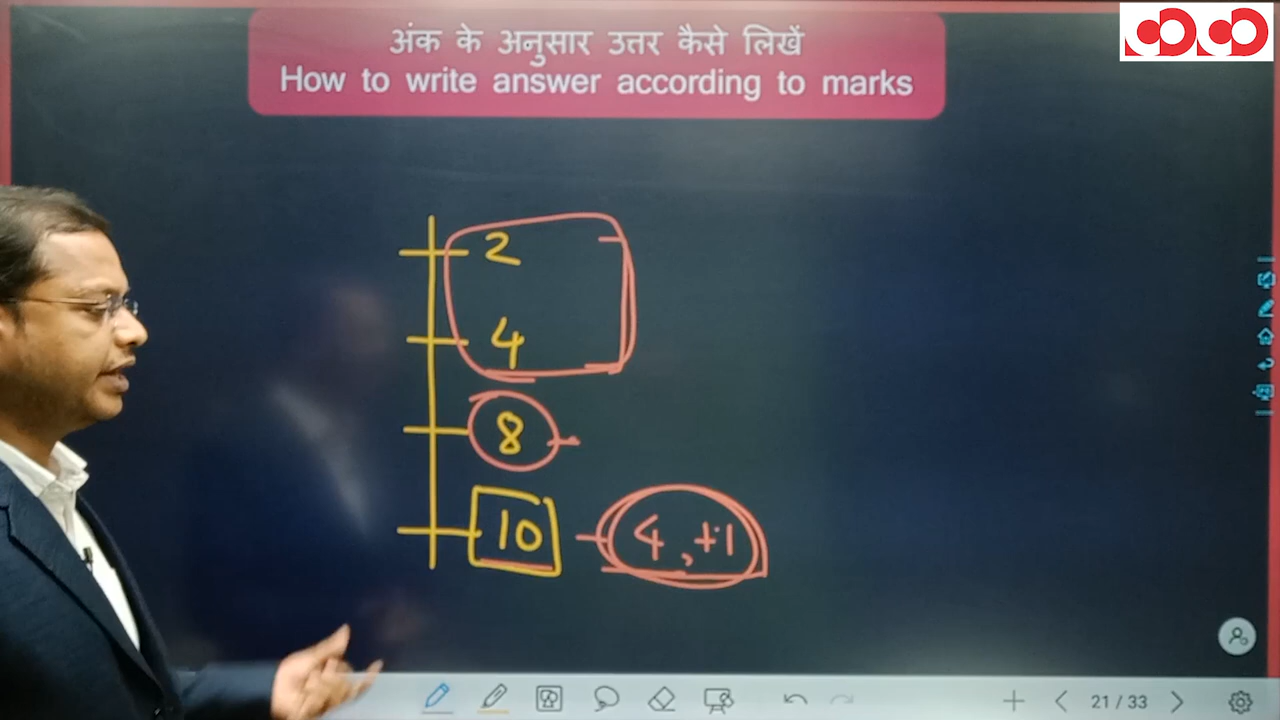 अंक के अनुसार उत्तर कैसे लिखें
How to write answer according to marks
2
4
8
10 4, +1
21 / 33